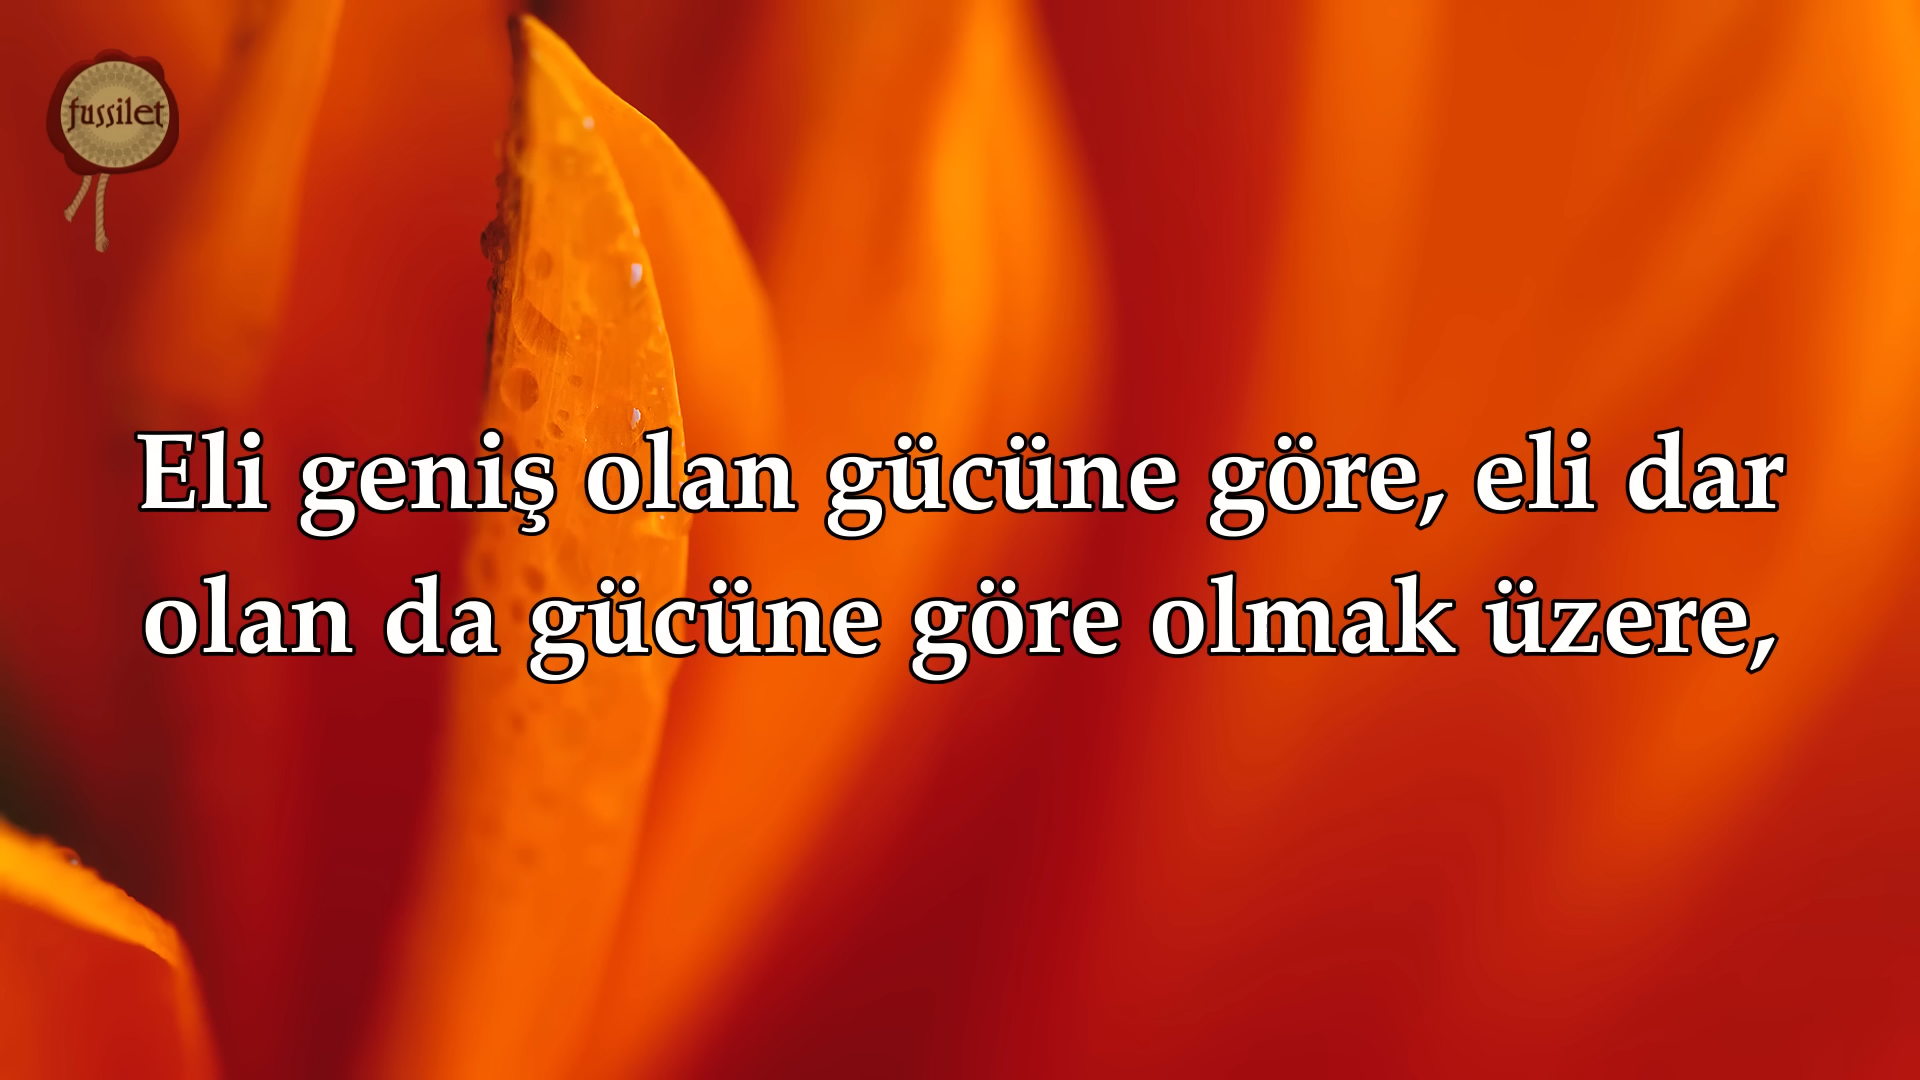 fussilet
Eli geniş olan gücüne göre, eli dar
olan da gücüne göre olmak üzere,